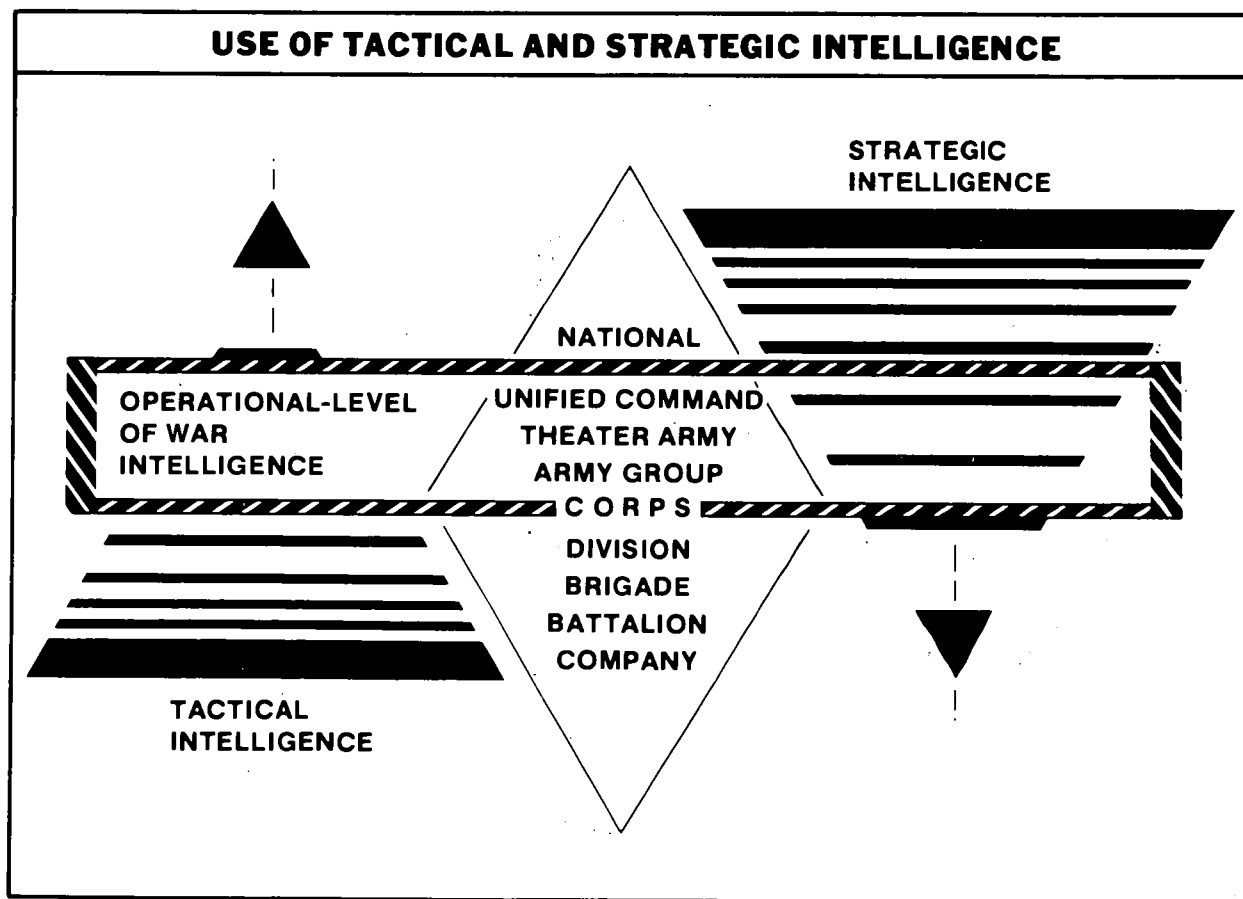 USE OF TACTICAL AND STRATEGIC INTELLIGENCE
STRATEGIC
INTELLIGENCE
NATIONAL
OPERATIONAL-LEVEL
OF WAR
INTELLIGENCE
UNIFIED COMMAND
THEATER ARMY
ARMY GROUP
CORPS
DIVISION
BRIGADE
BATTALION
COMPANY
TACTICAL
INTELLIGENCE